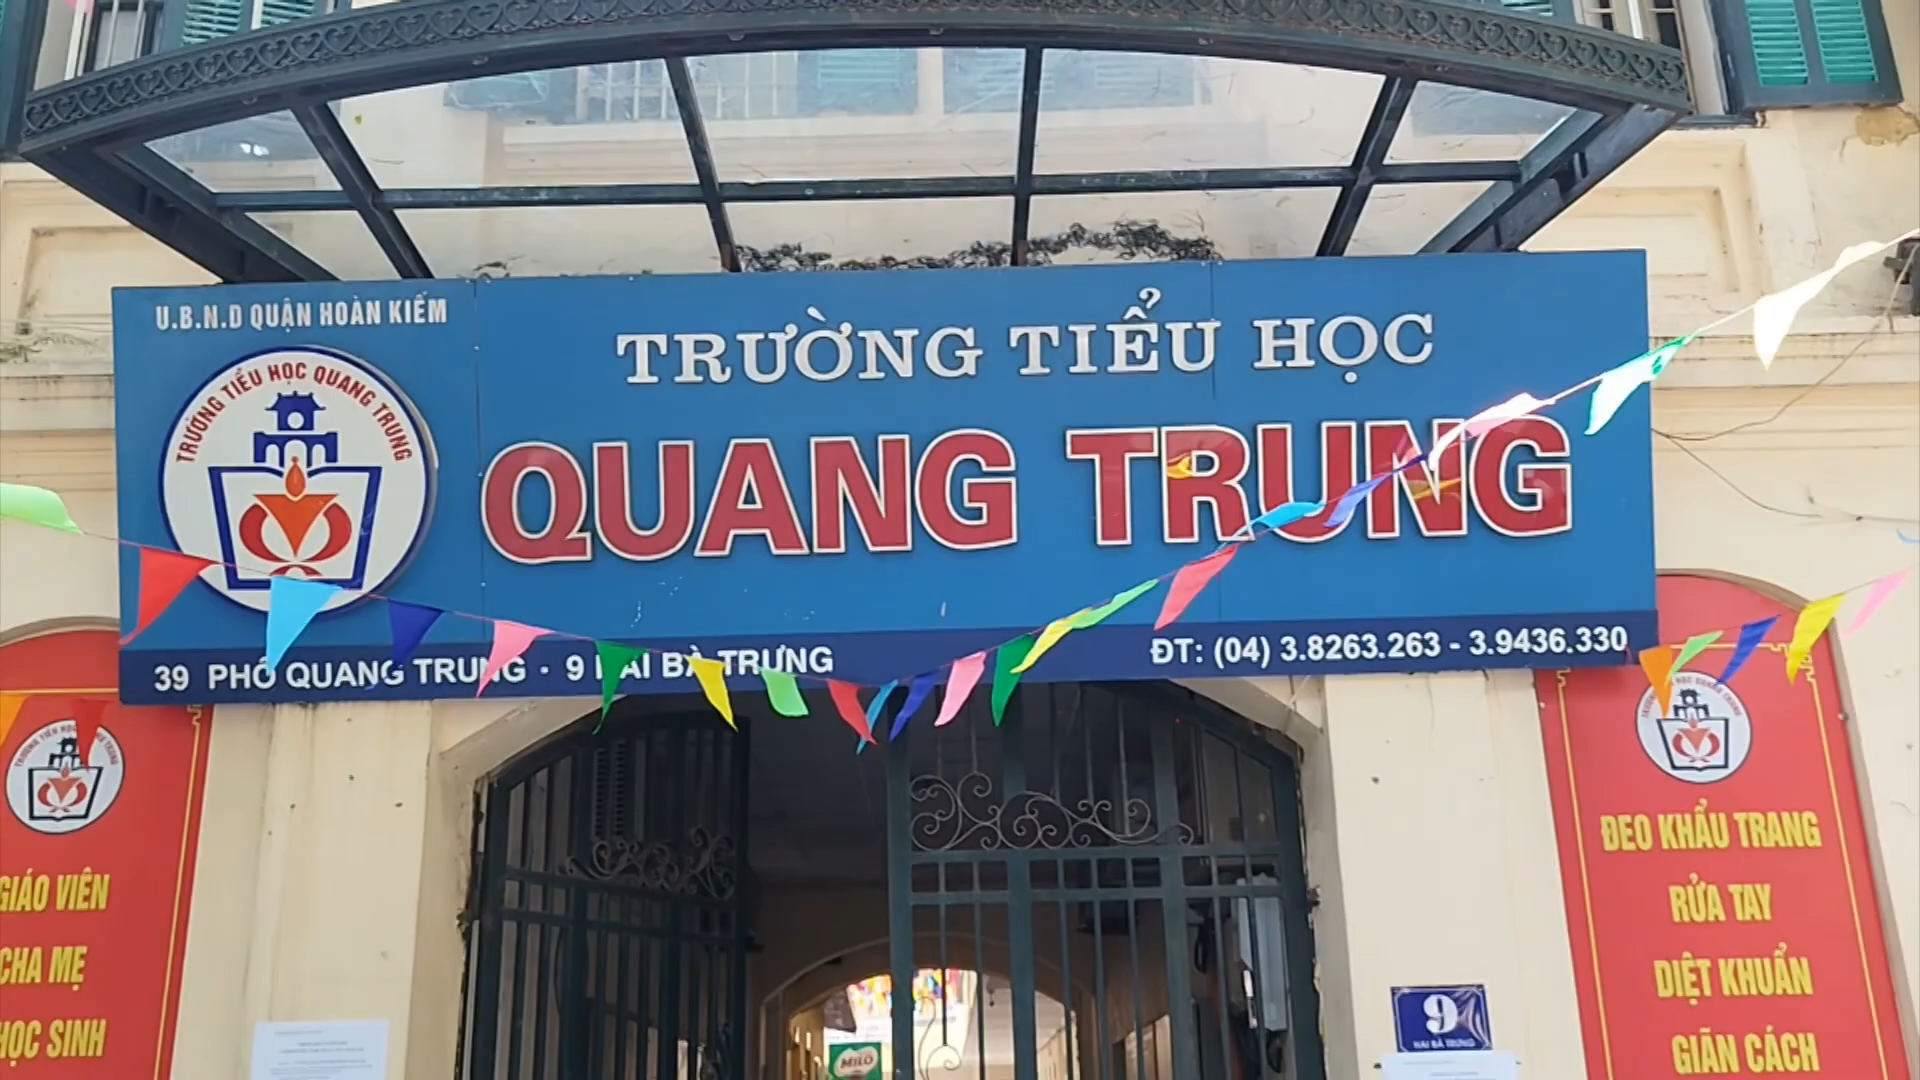 U.B.N.D QUẬN HOÀN KIẾM
TRƯỜNG TIỂU HỌC QUANG TRUNG
TRƯỜNG TIỂU HỌC
QUANG TRUNG
39 PHỐ QUANG TRUNG - 9 HAI BÀ TRƯNG
ĐT: (04) 3.8263.263 - 3.9436.330
GIÁO VIÊN
CHA MẸ
HỌC SINH
ĐEO KHẨU TRANG
RỬA TAY
DIỆT KHUẨN
GIÃN CÁCH
9
HAI BÀ TRƯNG
MILO